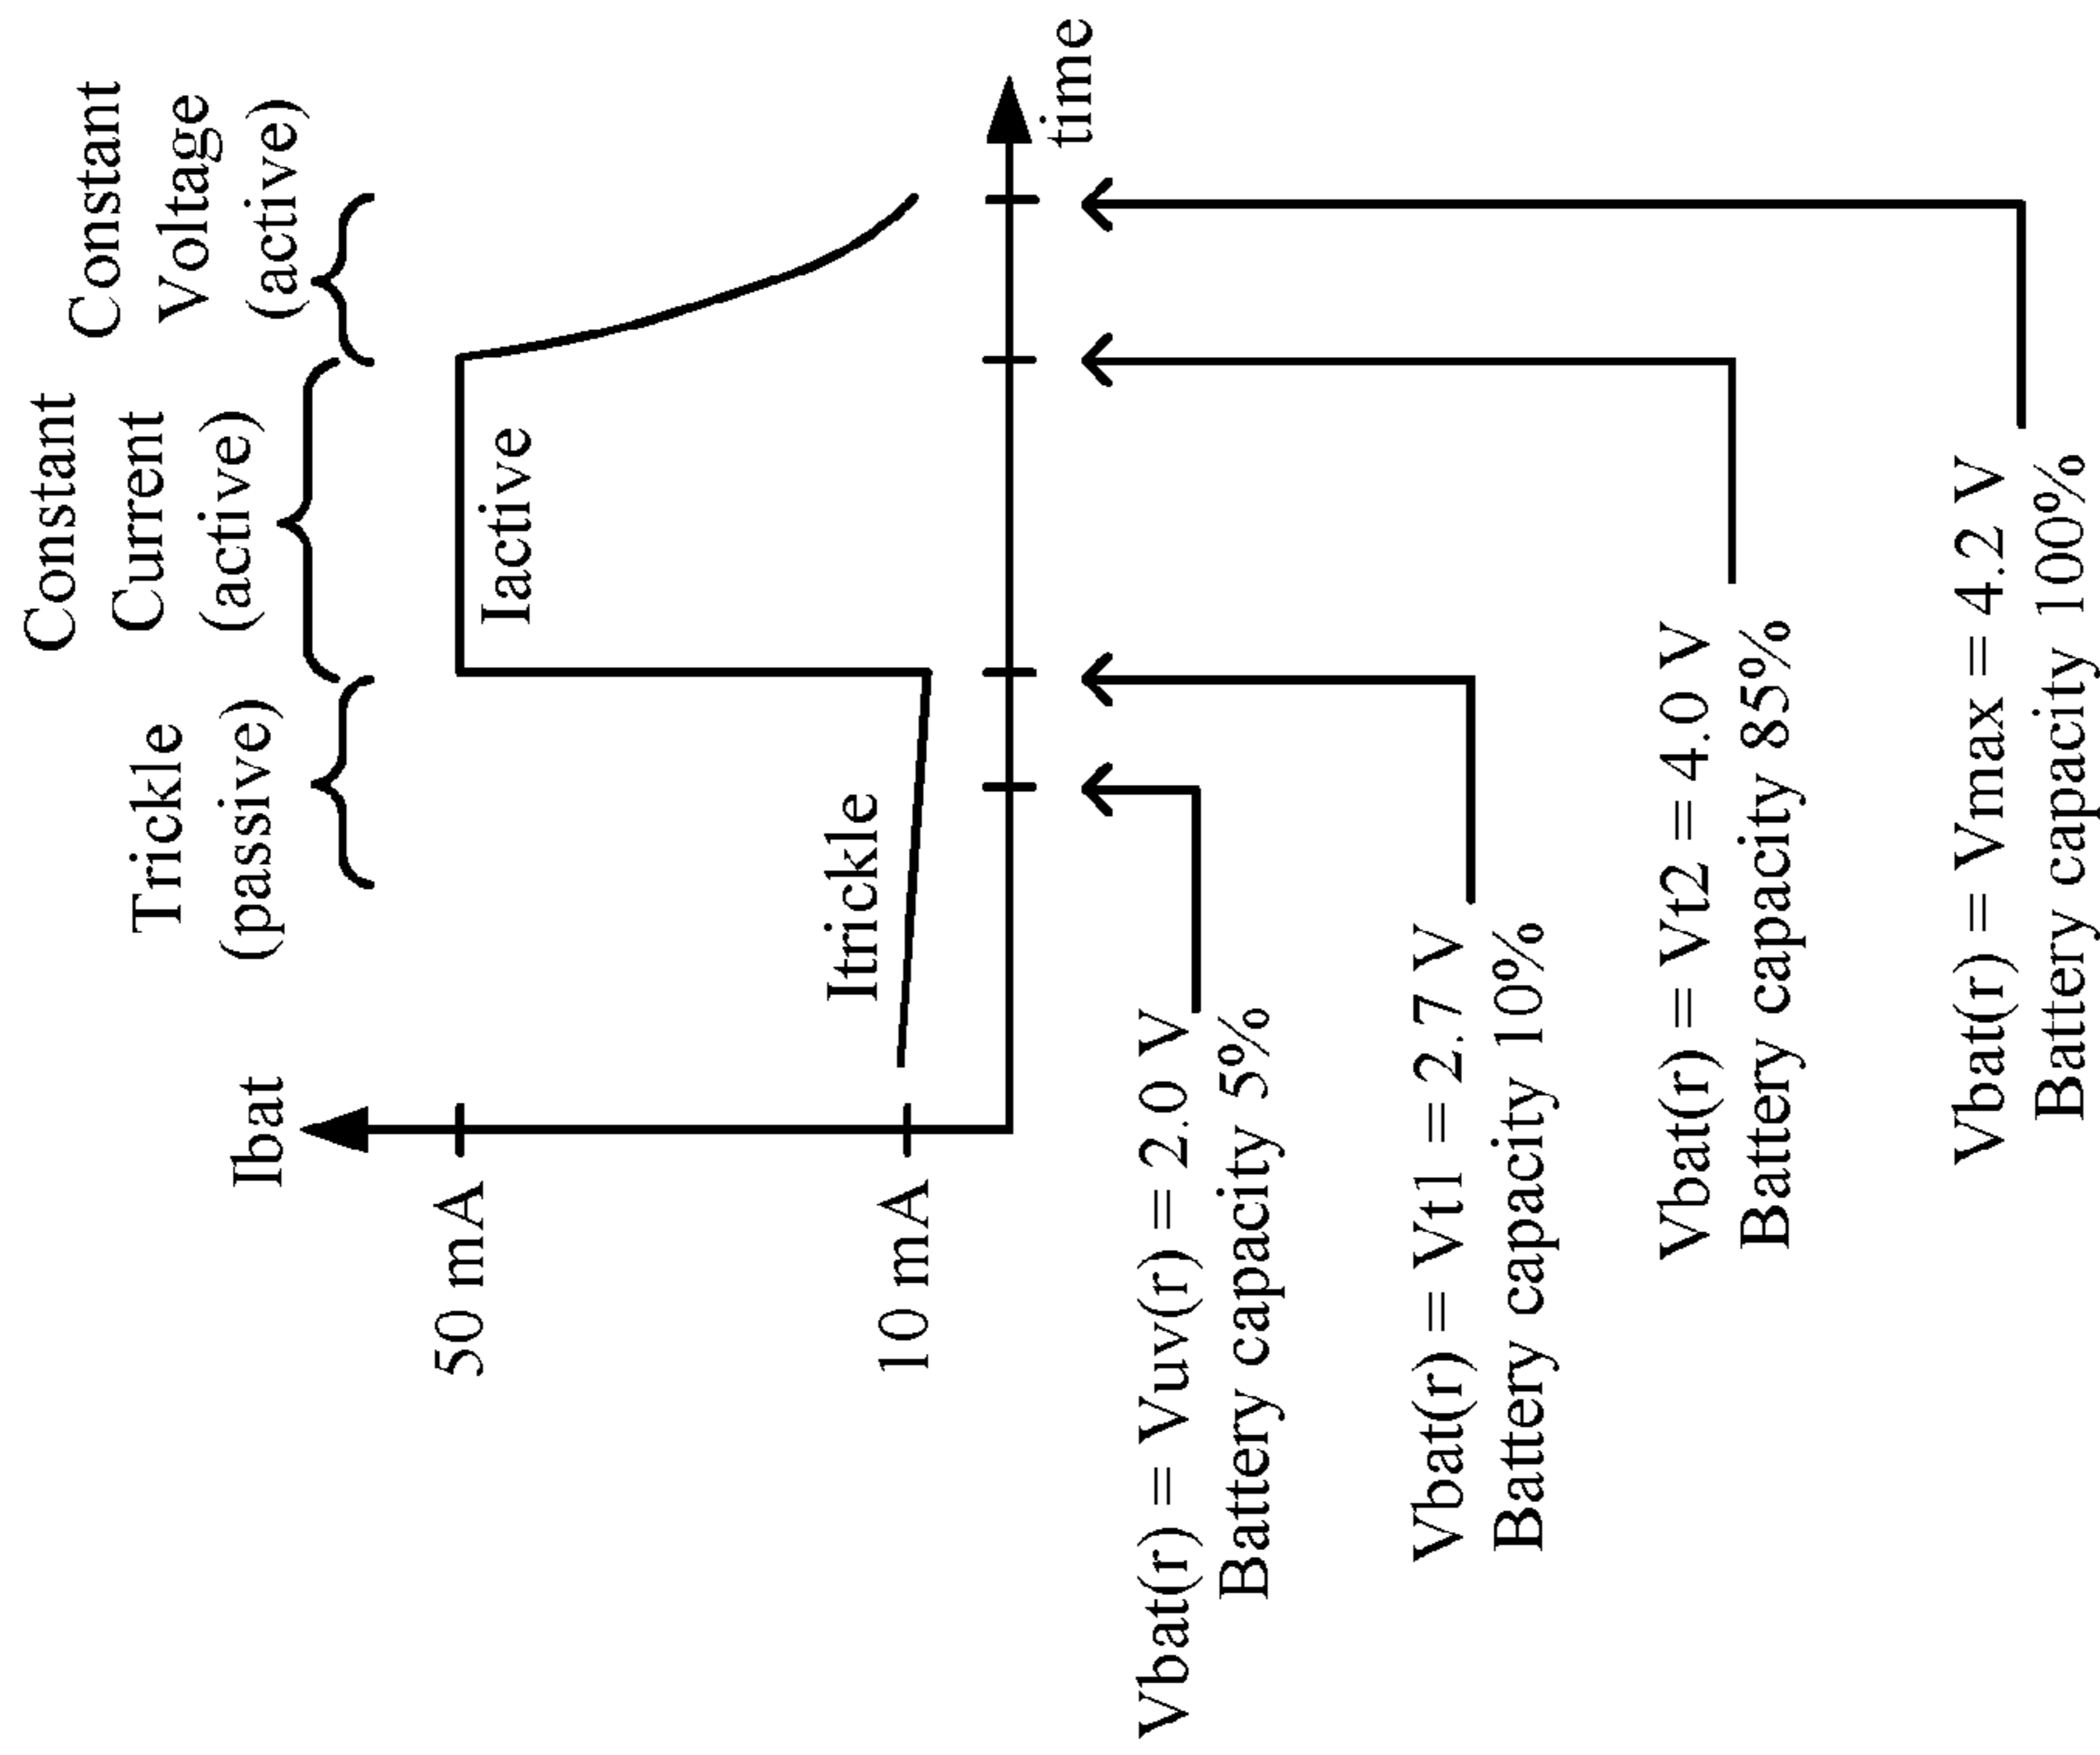 Constant
Current
(active)
Constant
Voltage
(active)
Trickle
(passive)
Ibat
50 mA
10 mA
Itrickle
Iactive
time
Vbat(r) = Vuv(r) = 2.0 V
Battery capacity 5%
Vbat(r) = Vt1 = 2.7 V
Battery capacity 10%
Vbat(r) = Vt2 = 4.0 V
Battery capacity 85%
Vbat(r) = Vmax = 4.2 V
Battery capacity 100%